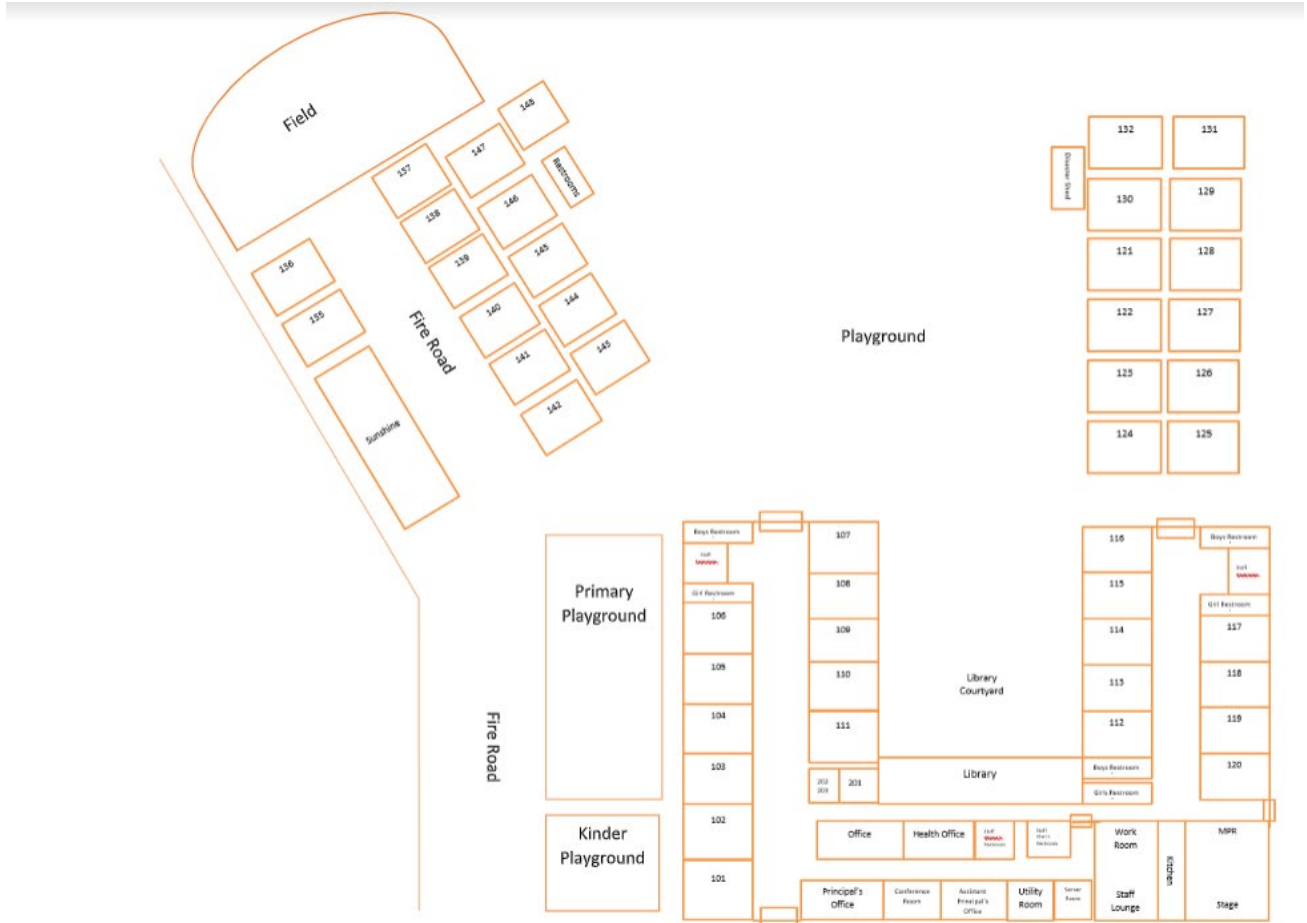 Field
148
147
137
Restrooms
146
138
145
139
136
144
140
135
Fire Road
141
143
142
Sunshine
Playground
132
131
Disaster Shed
130
129
121
128
122
127
123
126
124
125
Primary
Playground
Fire Road
Kinder
Playground
Boys Restroom
Girl Restroom
106
105
104
103
102
101
107
108
109
110
111
202
203
201
Library
Courtyard
Library
116
115
114
113
112
Boys Restroom
Girls Restroom
Boys Restroom
Girl Restroom
117
118
119
120
Office
Health Office
Work
Room
Staff
Lounge
Kitchen
MPR
Stage
Principal's
Office
Conference
Room
Assistant
Principal's
Office
Utility
Room
Server
Room